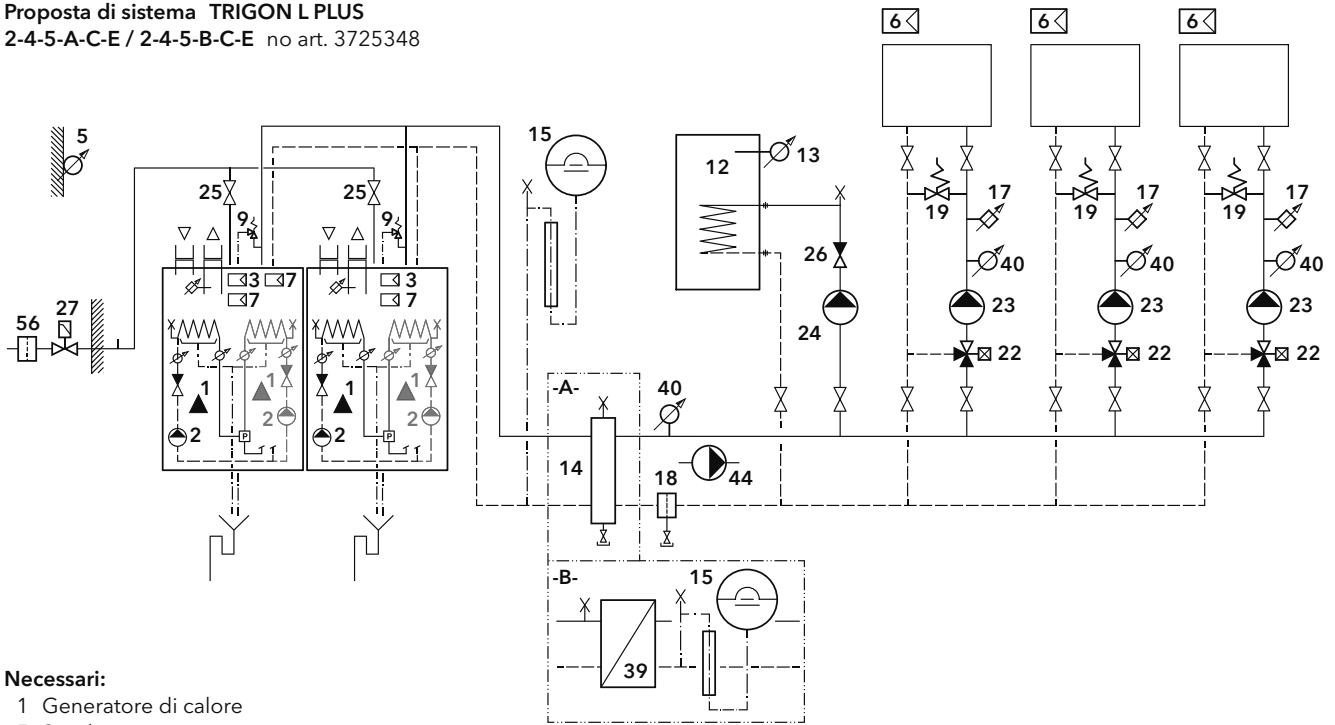 Proposta di sistema TRIGON L PLUS
2-4-5-A-C-E / 2-4-5-B-C-E no art. 3725348
6 6 6
5
15
12 13
25 25
9 9
17 17 17
19 19 19
26
3 7 3
7 7
40 40 40
27
56
24
23 23 23
22 22 22
1 1 1 1
2 2 2 2
P P
-A-
40
14
18
44
-B-
15
39
Necessari:
1 Generatore di calore